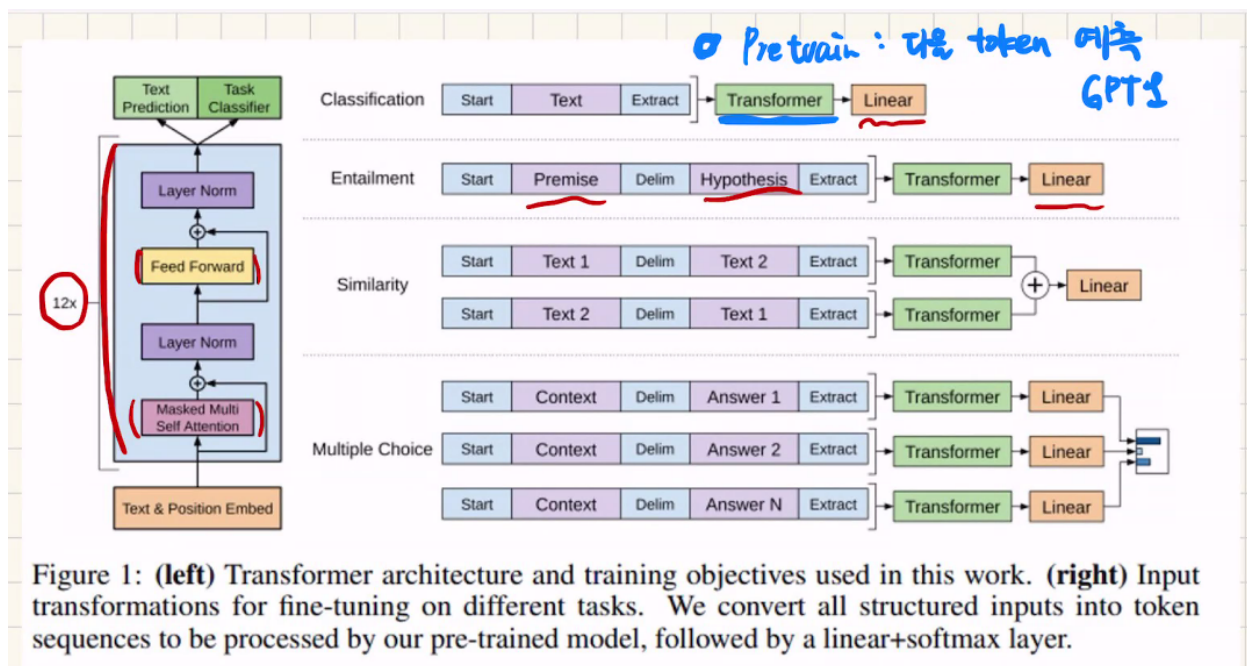 Pretrain : 다음 token 예측
GPT1
Text Prediction
Task Classifier
Layer Norm
Feed Forward
12x
Layer Norm
Masked Multi Self Attention
Text & Position Embed
Classification Start Text Extract Transformer Linear
Entailment Start Premise Delim Hypothesis Extract Transformer Linear
Similarity
Start Text 1 Delim Text 2 Extract Transformer
Linear
Start Text 2 Delim Text 1 Extract Transformer
Multiple Choice
Start Context Delim Answer 1 Extract Transformer Linear
Start Context Delim Answer 2 Extract Transformer Linear
Start Context Delim Answer N Extract Transformer Linear
Figure 1: (left) Transformer architecture and training objectives used in this work. (right) Input
transformations for fine-tuning on different tasks. We convert all structured inputs into token
sequences to be processed by our pre-trained model, followed by a linear+softmax layer.